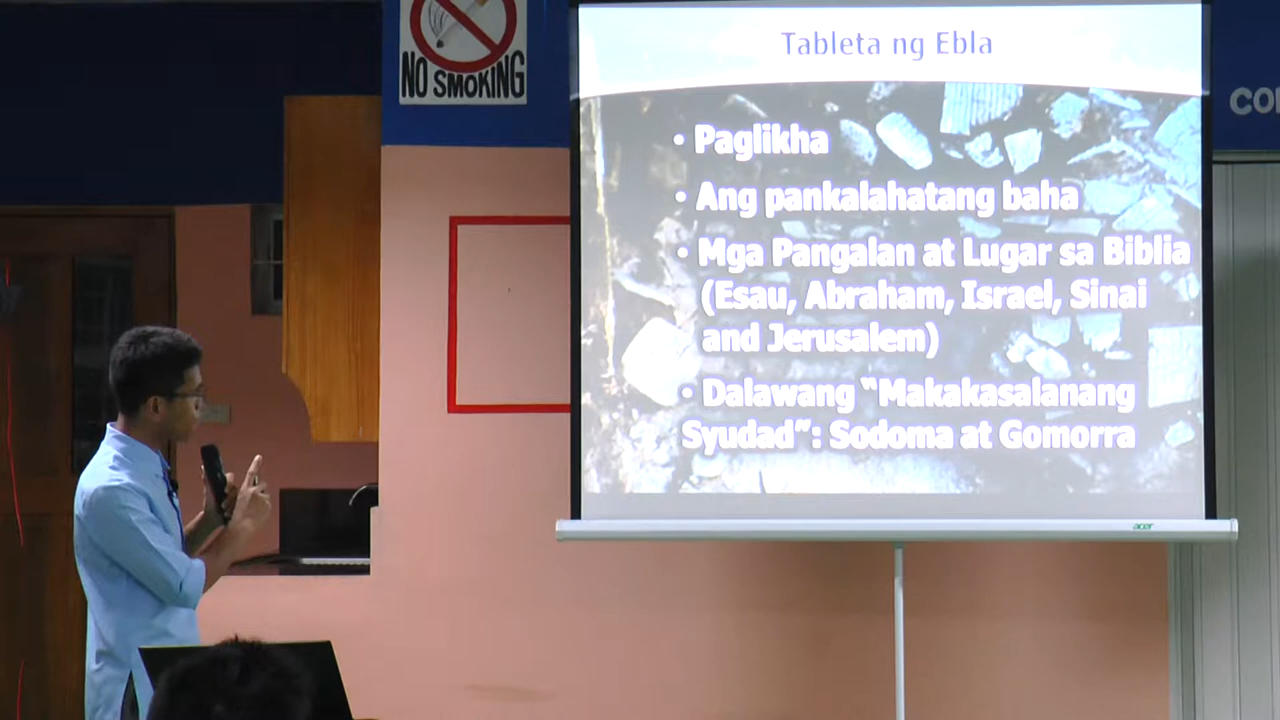 NO SMOKING
Tableta ng Ebla
• Paglikha
• Ang pankalahatang baha
• Mga Pangalan at Lugar sa Biblia
(Esau, Abraham, Israel, Sinai
and Jerusalem)
• Dalawang “Makakasalanang
Syudad”: Sodoma at Gomorra
acer